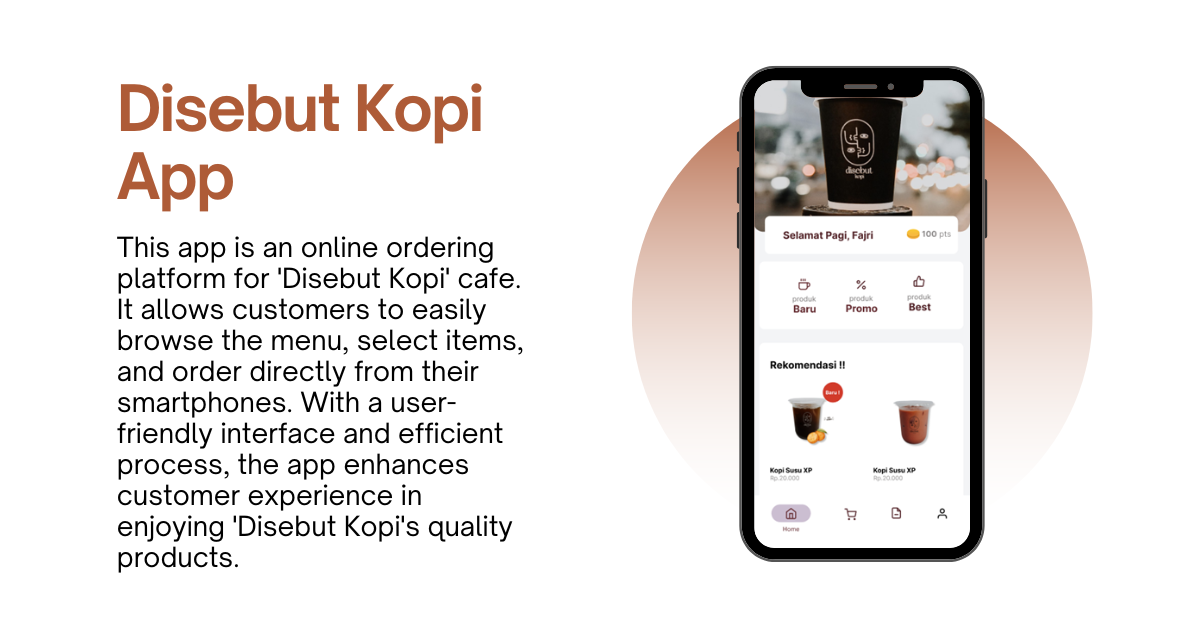 Disebut Kopi
App
This app is an online ordering
platform for 'Disebut Kopi' cafe.
It allows customers to easily
browse the menu, select items,
and order directly from their
smartphones. With a user-
friendly interface and efficient
process, the app enhances
customer experience in
enjoying 'Disebut Kopi's quality
products.
disebut
kopi
Selamat Pagi, Fajri
100 pts
produk
Baru
produk
Promo
produk
Best
Rekomendasi !!
Baru !
Kopi Susu XP
Rp.20.000
Kopi Susu XP
Rp.20.000
Home